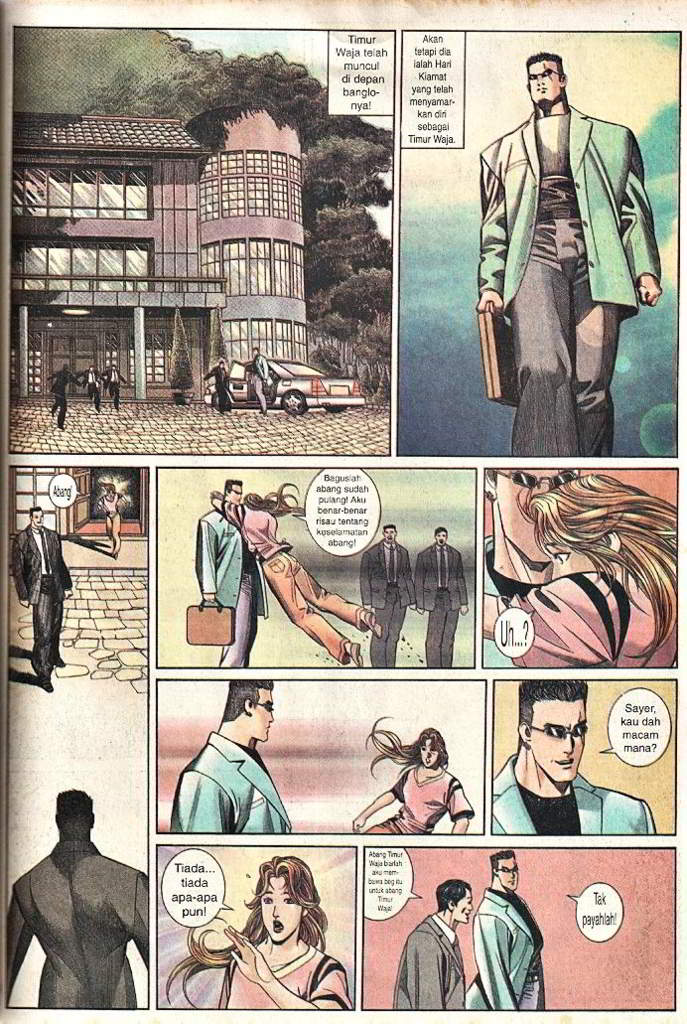 Timur
Waja telah
muncul
di depan
banglo-
nya!
Akan
tetapi dia
ialah Hari
Kiamat
yang telah
menyamar-
kan diri
sebagai
Timur Waja.
Abang!
Baguslah
abang sudah
pulang! Aku
benar-benar
risau tentang
keselamatan
abang!
Uh...?
Sayer,
kau dah
macam
mana?
Tiada...
tiada
apa-apa
pun!
Abang Timur
Waja biarlah
aku mem-
bawa beg itu
untuk abang
Timur
Waja!
Tak
payahlah!